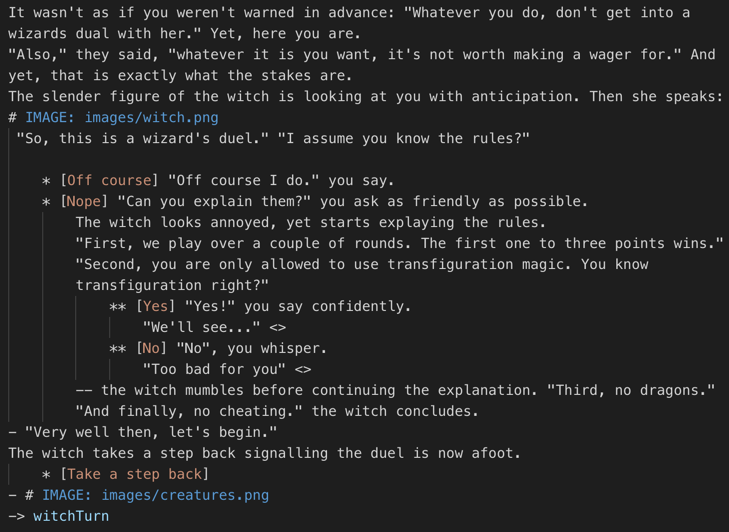 It wasn't as if you weren't warned in advance: "Whatever you do, don't get into a
wizards dual with her." Yet, here you are.
"Also," they said, "whatever it is you want, it's not worth making a wager for." And
yet, that is exactly what the stakes are.
The slender figure of the witch is looking at you with anticipation. Then she speaks:
# IMAGE: images/witch.png
"So, this is a wizard's duel." "I assume you know the rules?"
* [Off course] "Off course I do." you say.
* [Nope] "Can you explain them?" you ask as friendly as possible.
The witch looks annoyed, yet starts explaying the rules.
"First, we play over a couple of rounds. The first one to three points wins."
"Second, you are only allowed to use transfiguration magic. You know
transfiguration right?"
** [Yes] "Yes!" you say confidently.
"We'll see..." <>
** [No] "No", you whisper.
"Too bad for you" <>
-- the witch mumbles before continuing the explanation. "Third, no dragons."
"And finally, no cheating." the witch concludes.
- "Very well then, let's begin."
The witch takes a step back signalling the duel is now afoot.
* [Take a step back]
- # IMAGE: images/creatures.png
-> witchTurn